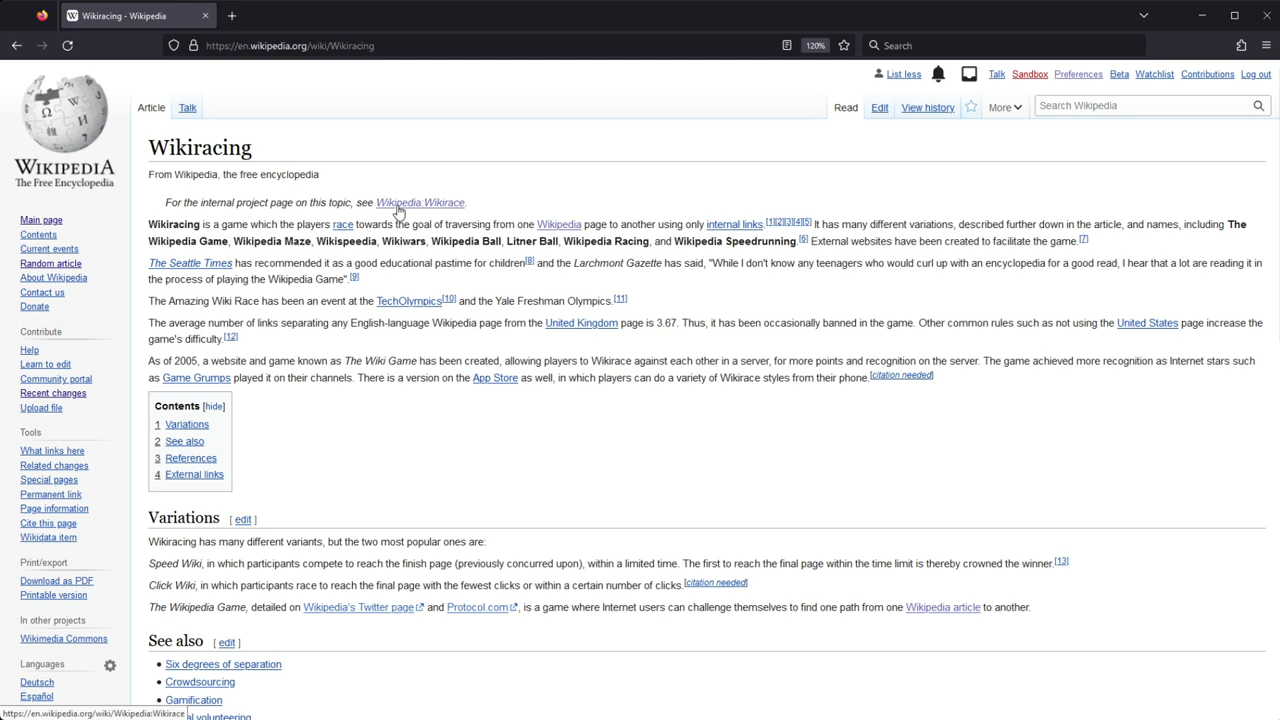 Wikiracing - Wikipedia
https://en.wikipedia.org/wiki/Wikiracing
120%
Search
List less
Talk
Sandbox
Preferences
Beta
Watchlist
Contributions
Log out
WIKIPEDIA
The Free Encyclopedia
Article
Talk
Read
Edit
View history
More
Search Wikipedia
Main page
Contents
Current events
Random article
About Wikipedia
Contact us
Donate
Contribute
Help
Learn to edit
Community portal
Recent changes
Upload file
Tools
What links here
Related changes
Special pages
Permanent link
Page information
Cite this page
Wikidata item
Print/export
Download as PDF
Printable version
In other projects
Wikimedia Commons
Languages
Deutsch
Español
Wikiracing
From Wikipedia, the free encyclopedia
For the internal project page on this topic, see Wikipedia:Wikirace.
Wikiracing is a game which the players race towards the goal of traversing from one Wikipedia page to another using only internal links.[1][2][3][4][5] It has many different variations, described further down in the article, and names, including The
Wikipedia Game, Wikipedia Maze, Wikispeedia, Wikiwars, Wikipedia Ball, Litner Ball, Wikipedia Racing, and Wikipedia Speedrunning.[6] External websites have been created to facilitate the game.[7]
The Seattle Times has recommended it as a good educational pastime for children[8] and the Larchmont Gazette has said, "While I don't know any teenagers who would curl up with an encyclopedia for a good read, I hear that a lot are reading it in
the process of playing the Wikipedia Game".[9]
The Amazing Wiki Race has been an event at the TechOlympics[10] and the Yale Freshman Olympics.[11]
The average number of links separating any English-language Wikipedia page from the United Kingdom page is 3.67. Thus, it has been occasionally banned in the game. Other common rules such as not using the United States page increase the
game's difficulty.[12]
As of 2005, a website and game known as The Wiki Game has been created, allowing players to Wikirace against each other in a server, for more points and recognition on the server. The game achieved more recognition as Internet stars such
as Game Grumps played it on their channels. There is a version on the App Store as well, in which players can do a variety of Wikirace styles from their phone.[citation needed]
Contents [hide]
1 Variations
2 See also
3 References
4 External links
Variations [ edit ]
Wikiracing has many different variants, but the two most popular ones are:
Speed Wiki, in which participants compete to reach the finish page (previously concurred upon), within a limited time. The first to reach the final page within the time limit is thereby crowned the winner.[13]
Click Wiki, in which participants race to reach the final page with the fewest clicks or within a certain number of clicks.[citation needed]
The Wikipedia Game, detailed on Wikipedia's Twitter page and Protocol.com, is a game where Internet users can challenge themselves to find one path from one Wikipedia article to another.
See also [ edit ]
• Six degrees of separation
• Crowdsourcing
• Gamification
volunteering
https://en.wikipedia.org/wiki/Wikipedia:Wikirace